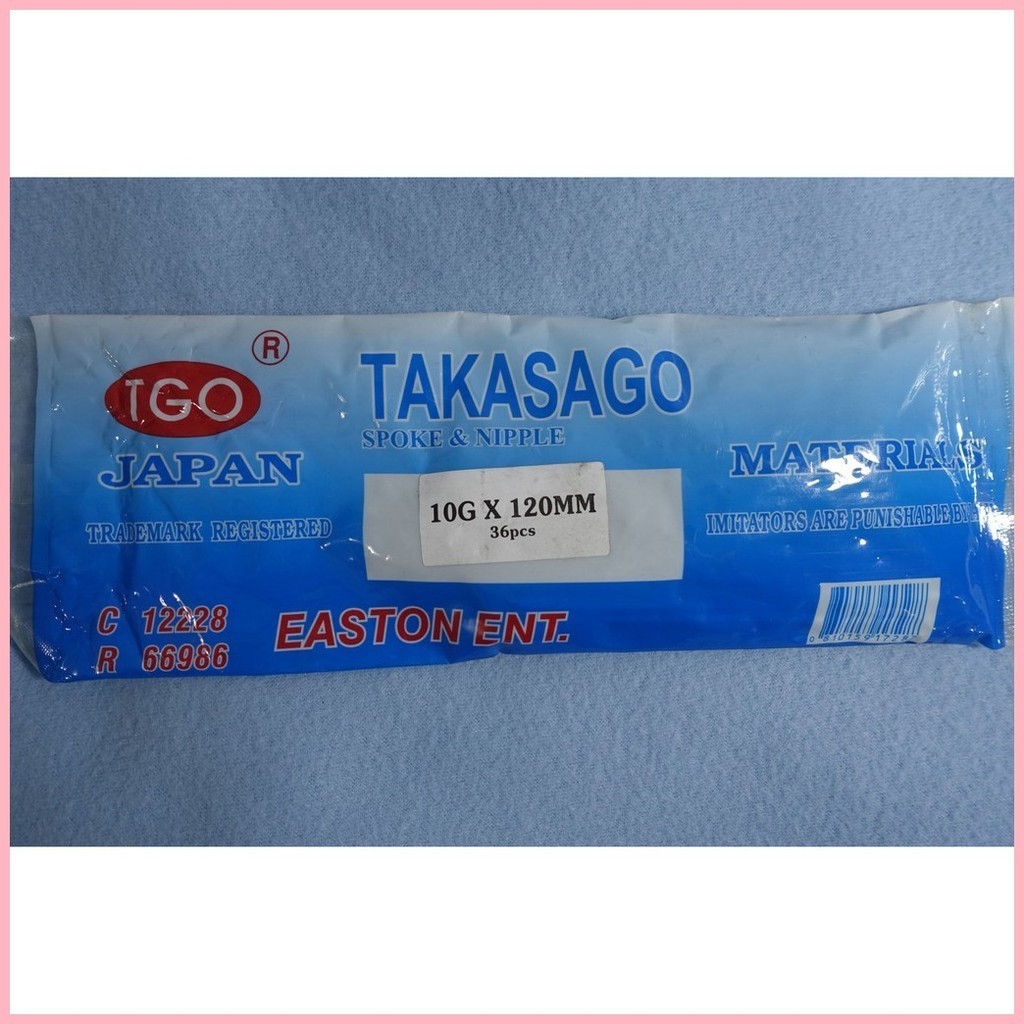 ®
TGO
JAPAN
TRADEMARK REGISTERED
C 12228
R 66986
TAKASAGO
SPOKE & NIPPLE
10G X 120MM
36pcs
EASTON ENT.
MATERIALS
IMITATORS ARE PUNISHABLE BY